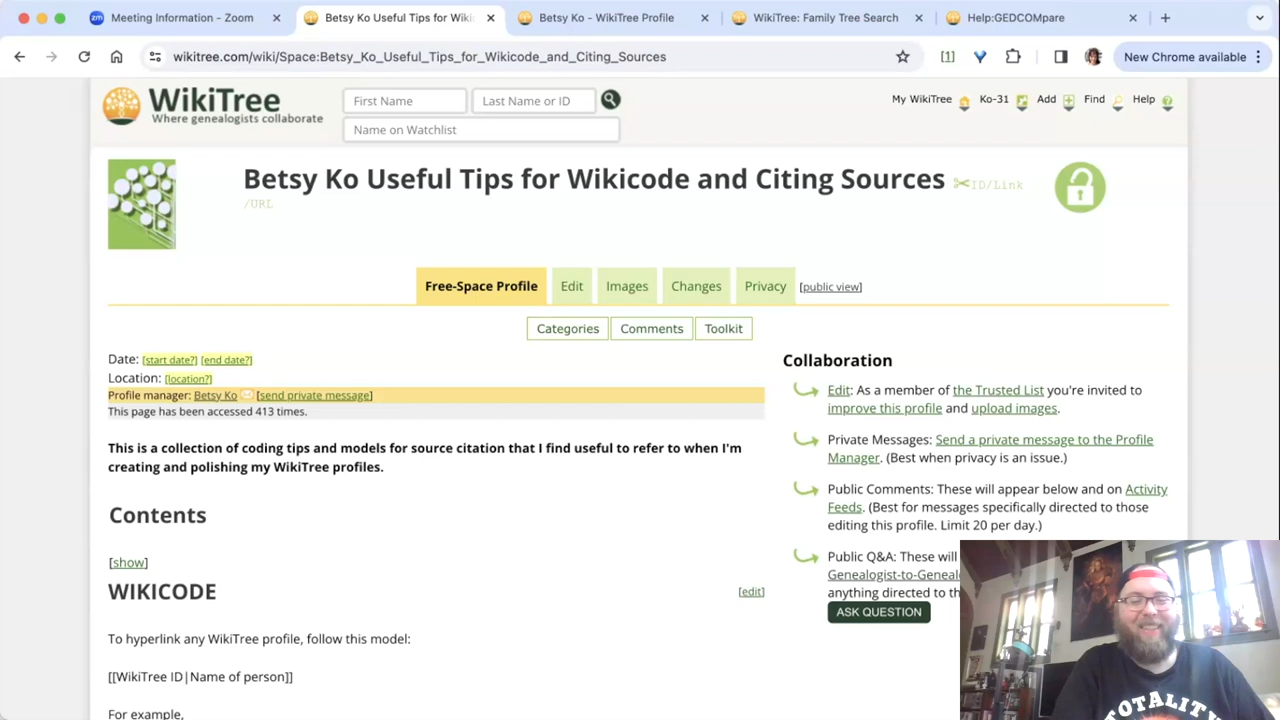 Meeting Information - Zoom
Betsy Ko Useful Tips for Wiki
Betsy Ko - WikiTree Profile
WikiTree: Family Tree Search
Help:GEDCOMpare
wikitree.com/wiki/Space:Betsy_Ko_Useful_Tips_for_Wikicode_and_Citing_Sources
[1]
New Chrome available
WikiTree
Where genealogists collaborate
First Name
Last Name or ID
Name on Watchlist
My WikiTree
Ko-31
Add
Find
Help
Betsy Ko Useful Tips for Wikicode and Citing Sources ID/Link
/URL
Free-Space Profile
Edit
Images
Changes
Privacy
[public view]
Categories
Comments
Toolkit
Date: [start date?] [end date?]
Location: [location?]
Profile manager: Betsy Ko [send private message]
This page has been accessed 413 times.
This is a collection of coding tips and models for source citation that I find useful to refer to when I'm
creating and polishing my WikiTree profiles.
Contents
[show]
WIKICODE
[edit]
To hyperlink any WikiTree profile, follow this model:
[[WikiTree ID|Name of person]]
For example,
Collaboration
Edit: As a member of the Trusted List you're invited to
improve this profile and upload images.
Private Messages: Send a private message to the Profile
Manager. (Best when privacy is an issue.)
Public Comments: These will appear below and on Activity
Feeds. (Best for messages specifically directed to those
editing this profile. Limit 20 per day.)
Public Q&A: These will
Genealogist-to-Geneal
anything directed to th
ASK QUESTION
TOTALITY